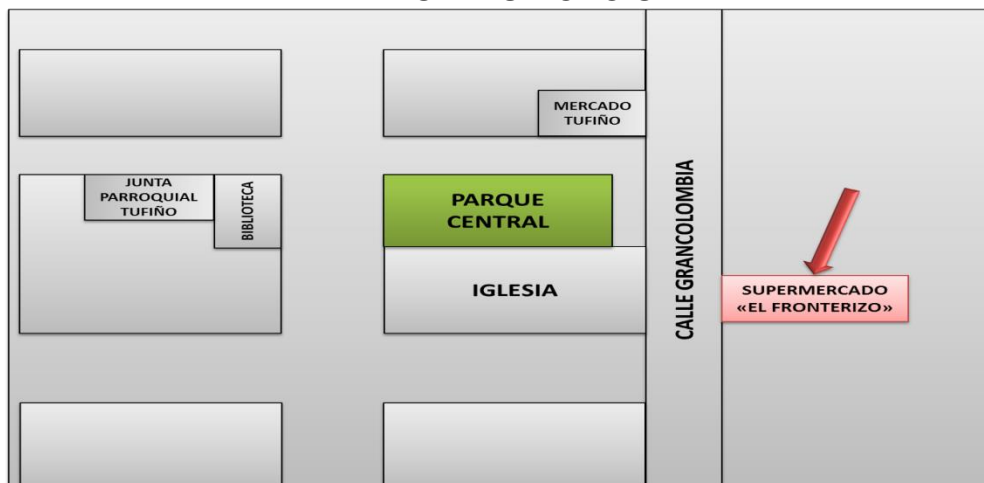 MERCADO
TUFIÑO
JUNTA
PARROQUIAL
TUFIÑO
BIBLIOTECA
PARQUE
CENTRAL
IGLESIA
CALLE GRANCOLOMBIA
SUPERMERCADO
«EL FRONTERIZO»